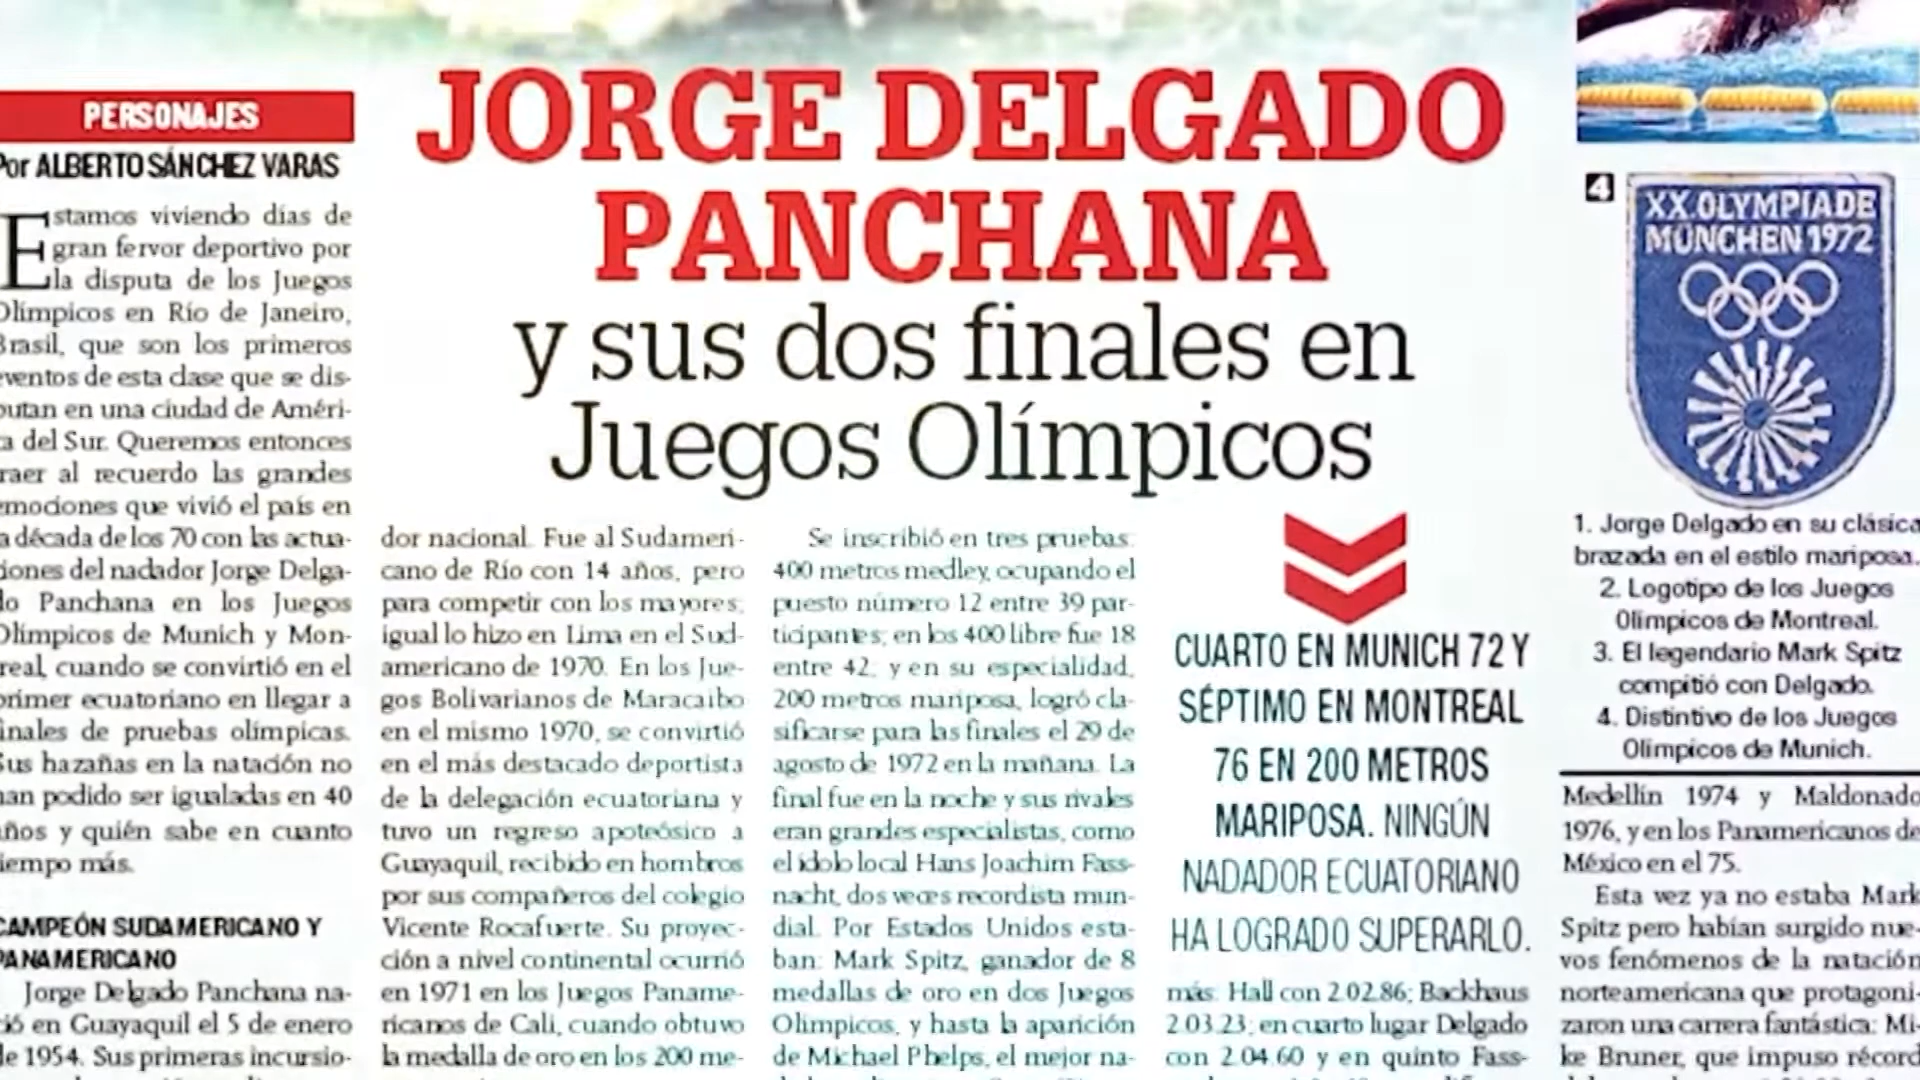 PERSONAJES
Por ALBERTO SÁNCHEZ VARAS
Estamos viviendo días de
gran fervor deportivo por
la disputa de los Juegos
Olímpicos en Río de Janeiro,
Brasil, que son los primeros
eventos de esta clase que se dis-
putan en una ciudad de Améri-
ca del Sur. Queremos entonces
traer al recuerdo las grandes
emociones que vivió el país en
la década de los 70 con las actua-
ciones del nadador Jorge Delga-
do Panchana en los Juegos
Olímpicos de Munich y Mon-
treal, cuando se convirtió en el
primer ecuatoriano en llegar a
finales de pruebas olímpicas.
Sus hazañas en la natación no
han podido ser igualadas en 40
años y quién sabe en cuanto
tiempo más.
CAMPEÓN SUDAMERICANO Y
PANAMERICANO
Jorge Delgado Panchana na-
ció en Guayaquil el 5 de enero
de 1954. Sus primeras incursio-
JORGE DELGADO
PANCHANA
y sus dos finales en
Juegos Olímpicos
dor nacional. Fue al Sudameri-
cano de Río con 14 años, pero
para competir con los mayores;
igual lo hizo en Lima en el Sud-
americano de 1970. En los Jue-
gos Bolivarianos de Maracaibo
en el mismo 1970, se convirtió
en el más destacado deportista
de la delegación ecuatoriana y
tuvo un regreso apoteósico a
Guayaquil, recibido en hombros
por sus compañeros del colegio
Vicente Rocafuerte. Su proyec-
ción a nivel continental ocurrió
en 1971 en los Juegos Paname-
ricanos de Cali, cuando obtuvo
la medalla de oro en los 200 me-
Se inscribió en tres pruebas:
400 metros medley, ocupando el
puesto número 12 entre 39 par-
ticipantes; en los 400 libre fue 18
entre 42; y en su especialidad,
200 metros mariposa, logró cla-
sificarse para las finales el 29 de
agosto de 1972 en la mañana. La
final fue en la noche y sus rivales
eran grandes especialistas, como
el ídolo local Hans Joachim Fass-
nacht, dos veces recordista mun-
dial. Por Estados Unidos esta-
ban: Mark Spitz, ganador de 8
medallas de oro en dos Juegos
Olímpicos, y hasta la aparición
de Michael Phelps, el mejor na-
CUARTO EN MUNICH 72 Y
SÉPTIMO EN MONTREAL
76 EN 200 METROS
MARIPOSA. NINGÚN
NADADOR ECUATORIANO
HA LOGRADO SUPERARLO.
más: Hall con 2.02.86; Backhaus
2.03.23; en cuarto lugar Delgado
con 2.04.60 y en quinto Fass-
4
XX.OLYMPIADE
MÜNCHEN 1972
1. Jorge Delgado en su clásica
brazada en el estilo mariposa.
2. Logotipo de los Juegos
Olímpicos de Montreal.
3. El legendario Mark Spitz
compitió con Delgado.
4. Distintivo de los Juegos
Olímpicos de Munich.
Medellín 1974 y Maldonado
1976, y en los Panamericanos de
México en el 75.
Esta vez ya no estaba Mark
Spitz pero habían surgido nue-
vos fenómenos de la natación
norteamericana que protagoni-
zaron una carrera fantástica: Mi-
ke Bruner, que impuso récord